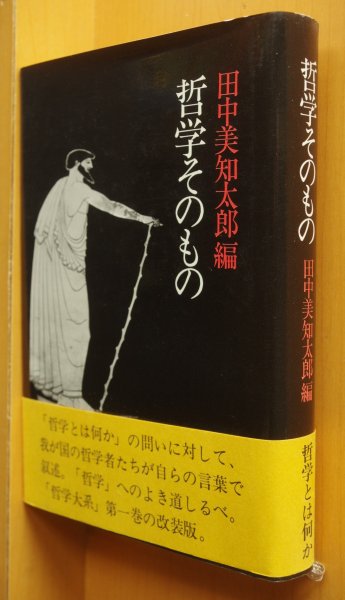 田中美知太郎編
哲学そのもの
「哲学とは何か」の問いに対して、
我が国の哲学者たちが自らの言葉で
叙述。「哲学」へのよき道しるべ。
「哲学大系」第一巻の改装版。
哲学そのもの
田中美知太郎編
哲学とは何か